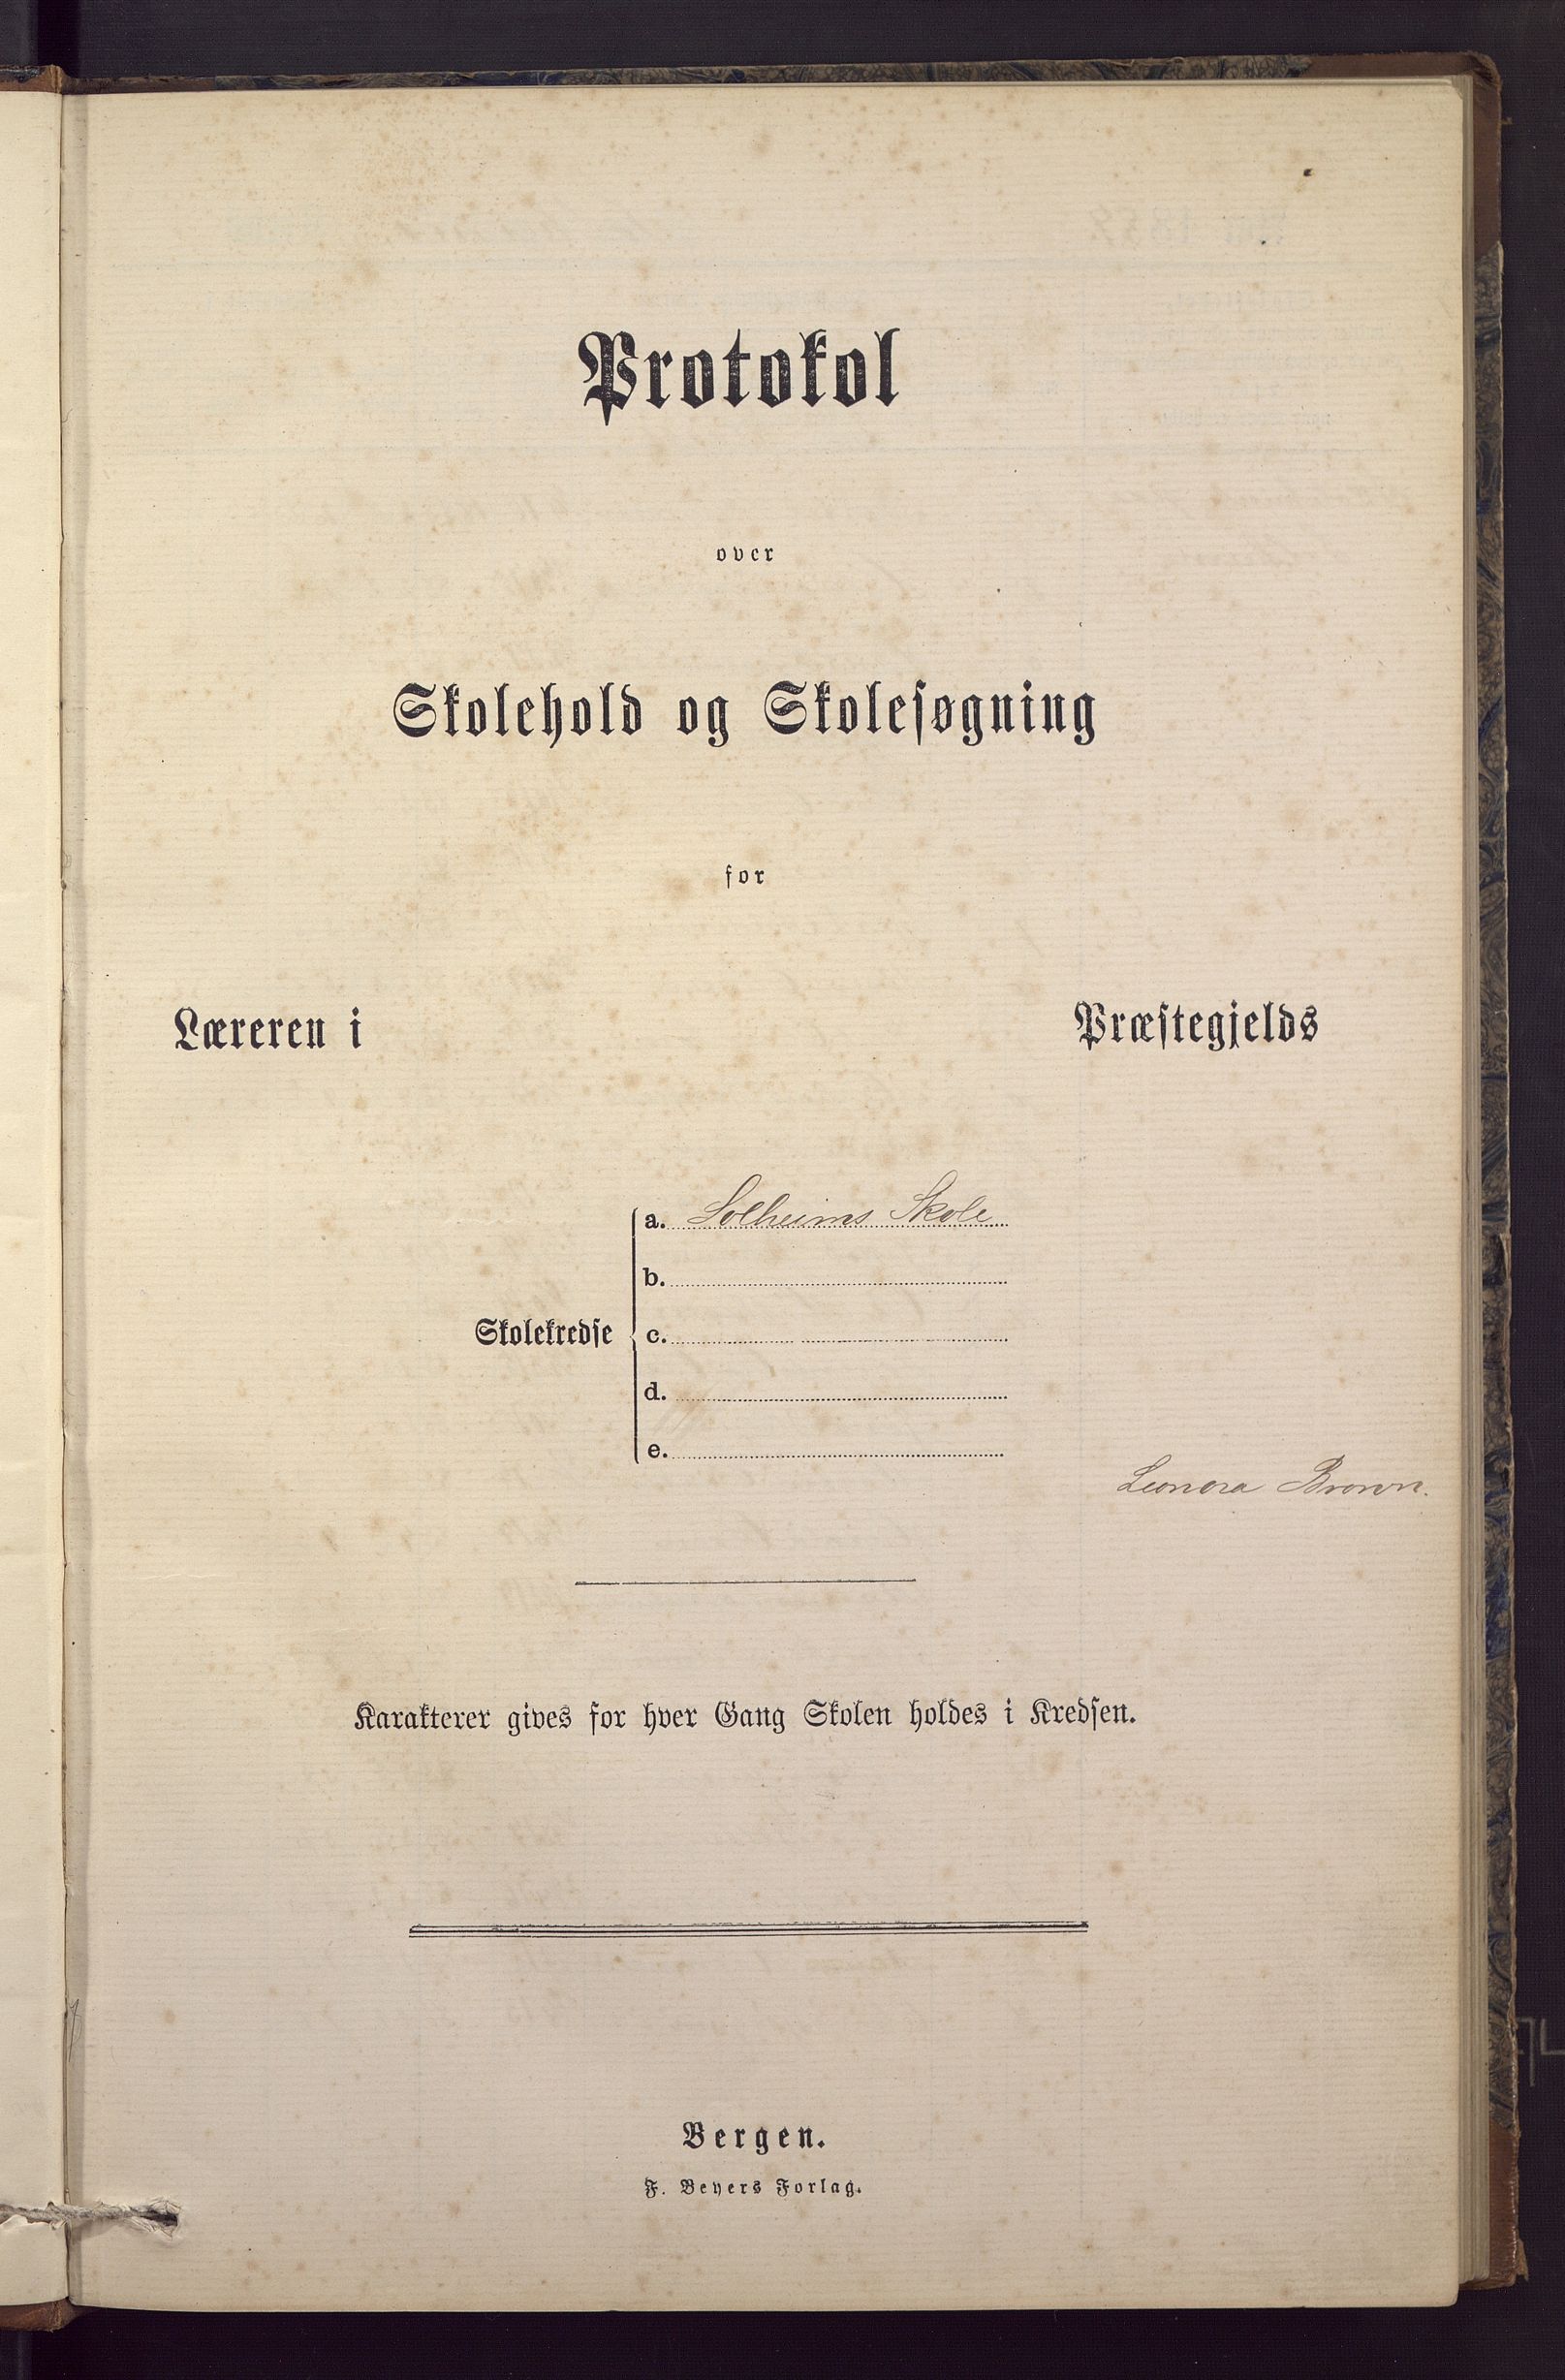 Protokol
over
Skolehold og Skolesøgning
for
Læreren i Præstegjelds
a. Solheims Skole
b.
Skolekredse c.
d.
e.
Leonora Brown.
Karakterer gives for hver Gang Skolen holdes i Kredsen.
Bergen.
F. Beyers Forlag.